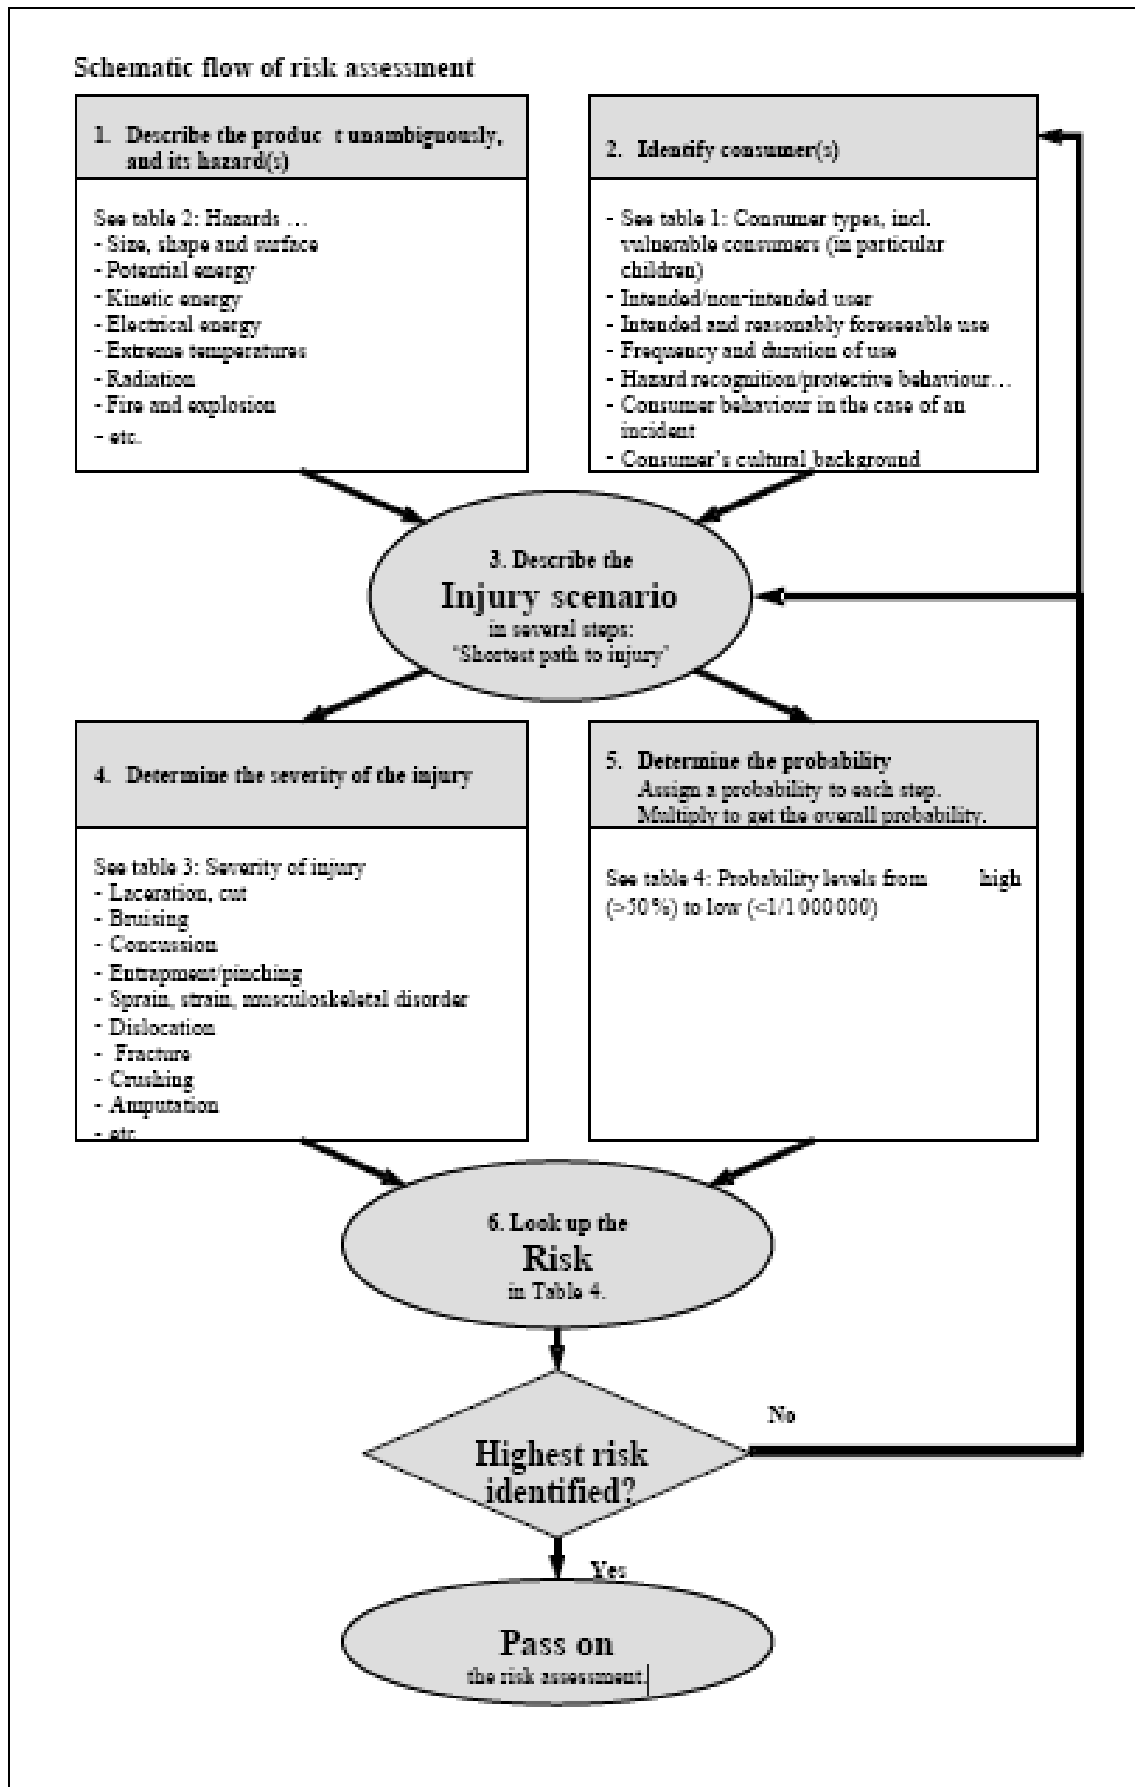 Schematic flow of risk assessment
1. Describe the produc t unambiguously,
and its hazard(s)
See table 2: Hazards …
- Size, shape and surface
- Potential energy
- Kinetic energy
- Electrical energy
- Extreme temperatures
- Radiation
- Fire and explosion
- etc.
2. Identify consumer(s)
- See table 1: Consumer types, incl.
vulnerable consumers (in particular
children)
- Intended/non-intended user
- Intended and reasonably foreseeable use
- Frequency and duration of use
- Hazard recognition/protective behaviour…
- Consumer behaviour in the case of an
incident
- Consumer's cultural background
3. Describe the
Injury scenario
in several steps:
"Shortest path to injury"
4. Determine the severity of the injury
See table 3: Severity of injury
- Laceration, cut
- Bruising
- Concussion
- Entrapment/pinching
- Sprain, strain, musculoskeletal disorder
- Dislocation
- Fracture
- Crushing
- Amputation
- etc.
5. Determine the probability
Assign a probability to each step.
Multiply to get the overall probability.
See table 4: Probability levels from high
(>50%) to low (<1/1 000 000)
6. Look up the
Risk
in Table 4.
Highest risk
identified?
No
Yes
Pass on
the risk assessment.